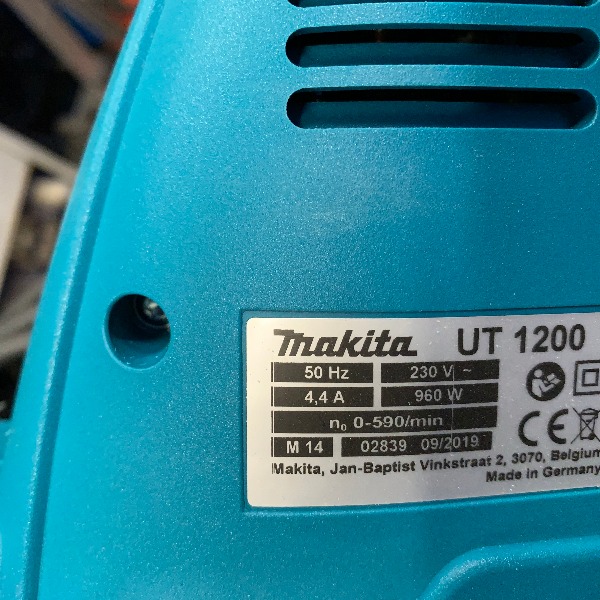 makita UT 1200
50 Hz 230 V ~
4,4 A 960 W
n₀ 0-590/min
M 14 02839 09/2019
CE
Makita, Jan-Baptist Vinkstraat 2, 3070, Belgium
Made in Germany